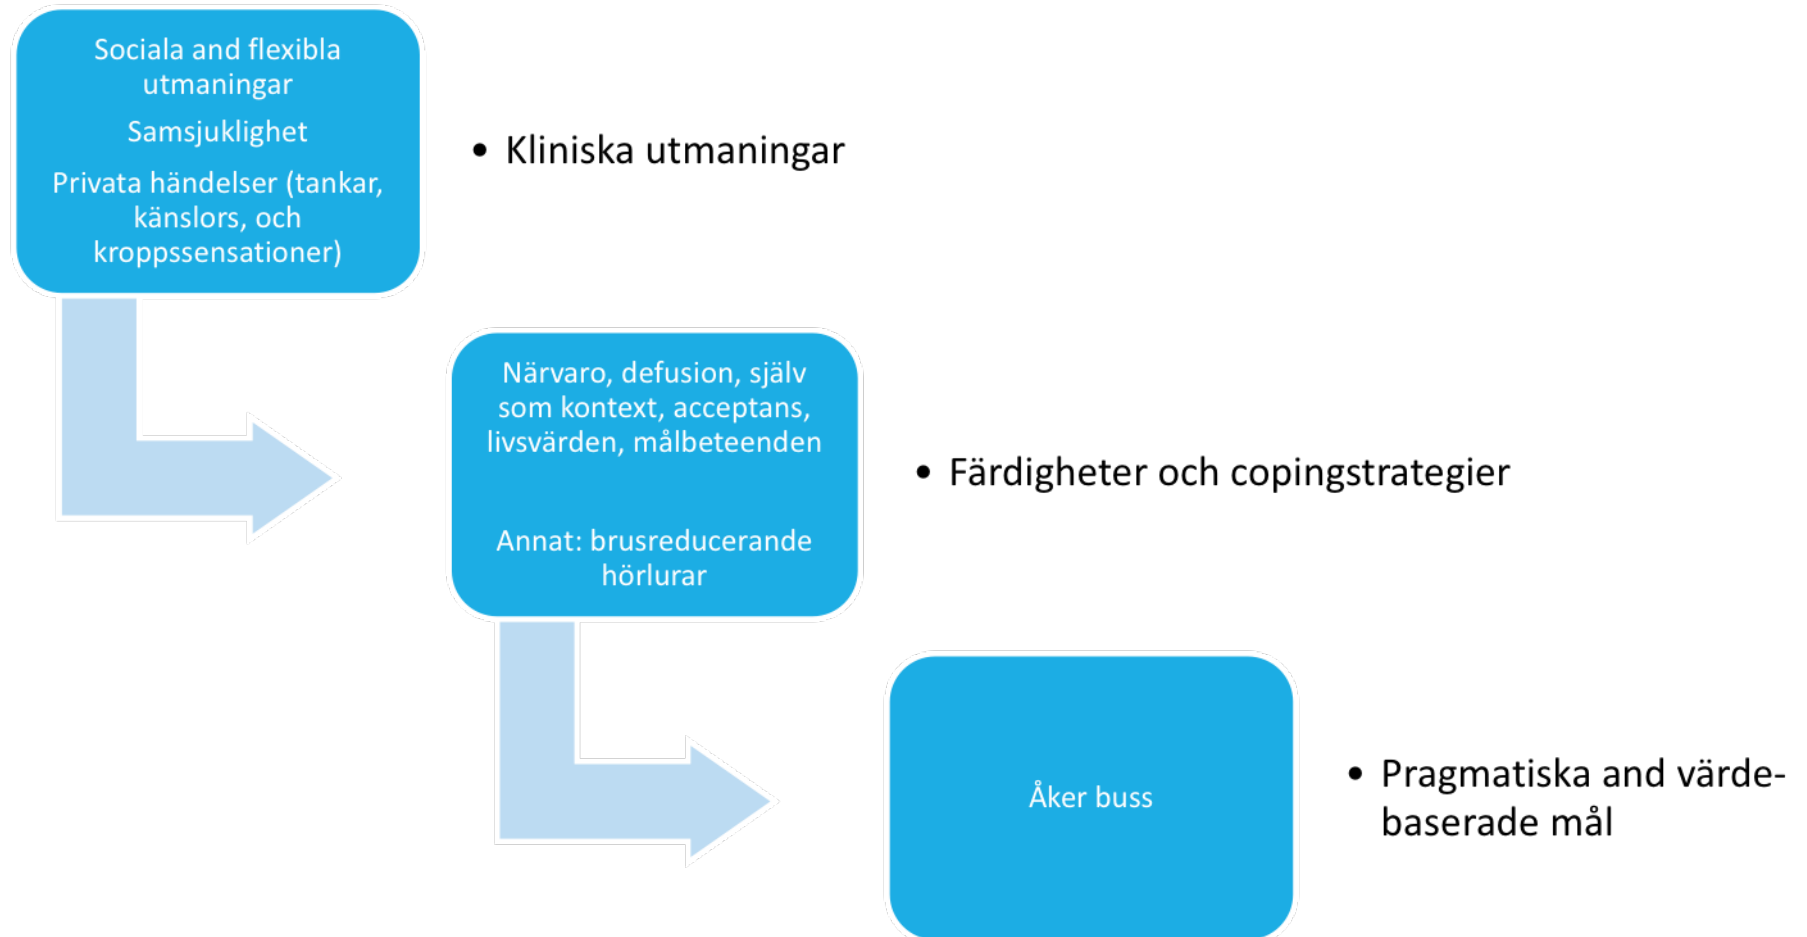 Sociala and flexibla
utmaningar
Samsjuklighet
Privata händelser (tankar,
känslors, och
kroppssensationer)
• Kliniska utmaningar
Närvaro, defusion, själv
som kontext, acceptans,
livsvärden, målbeteenden
Annat: brusreducerande
hörlurar
• Färdigheter och copingstrategier
Åker buss
• Pragmatiska and värde-
baserade mål